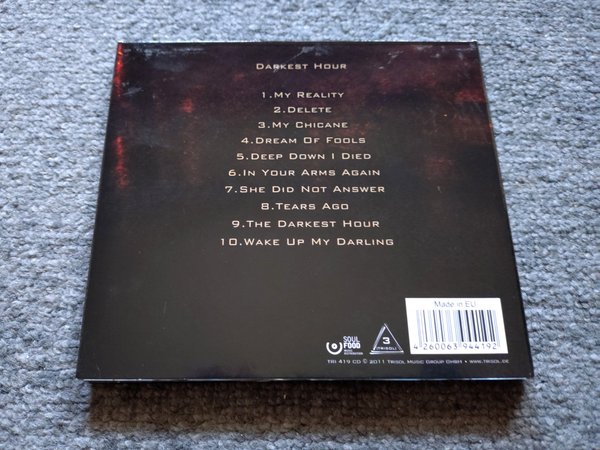 DARKEST HOUR
1.MY REALITY
2.DELETE
3.MY CHICANE
4.DREAM OF FOOLS
5.DEEP DOWN I DIED
6.IN YOUR ARMS AGAIN
7.SHE DID NOT ANSWER
8.TEARS AGO
9.THE DARKEST HOUR
10.WAKE UP MY DARLING
Made in EU
4 260063 944192
SOUL
FOOD
3
TRISOL
TRI 419 CD © 2011 TRISOL MUSIC GROUP GMBH • WWW.TRISOL.DE